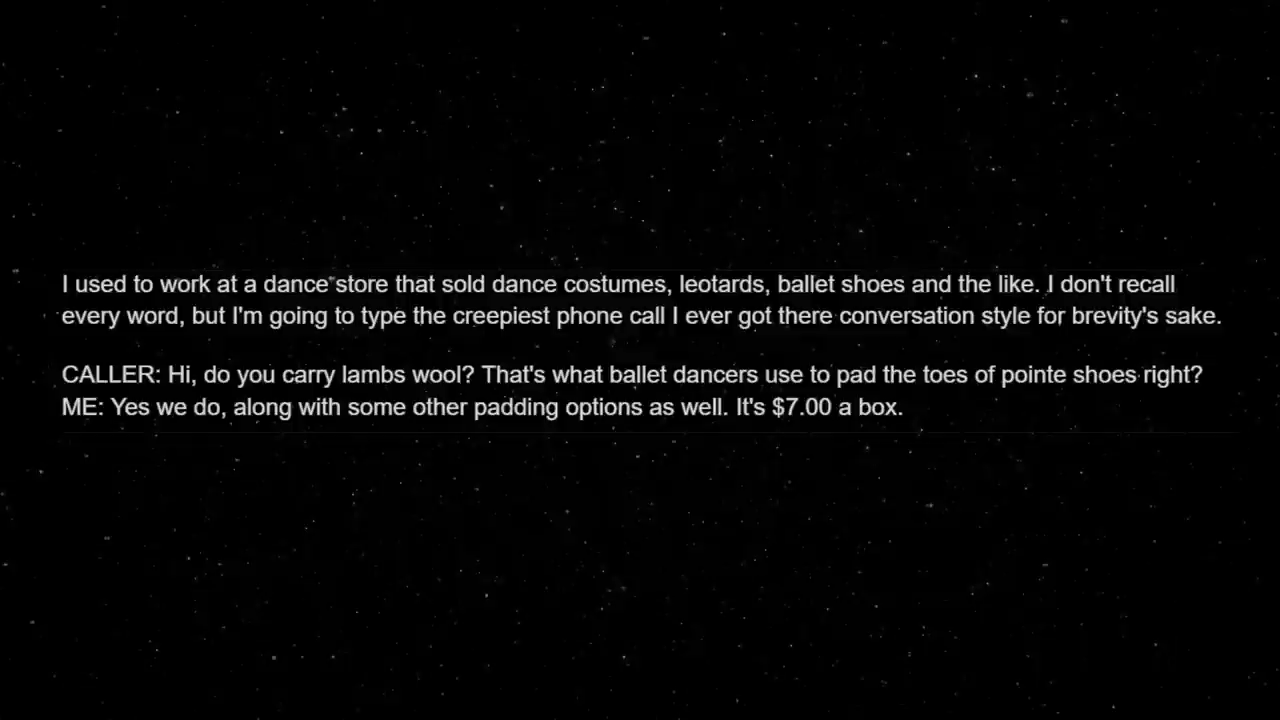 I used to work at a dance store that sold dance costumes, leotards, ballet shoes and the like. I don't recall
every word, but I'm going to type the creepiest phone call I ever got there conversation style for brevity's sake.
CALLER: Hi, do you carry lambs wool? That's what ballet dancers use to pad the toes of pointe shoes right?
ME: Yes we do, along with some other padding options as well. It's $7.00 a box.